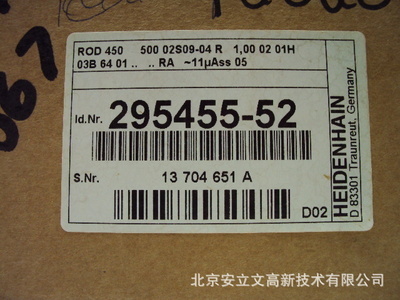 ROD 450 500 02S09-04 R 1,00 02 01H
03B 64 01 .. .. RA ~11µAss 05
Id.Nr. 295455-52
S.Nr. 13 704 651 A
D02
HEIDENHAIN
D 83301 Traunreut, Germany
067
北京安立文高新技术有限公司